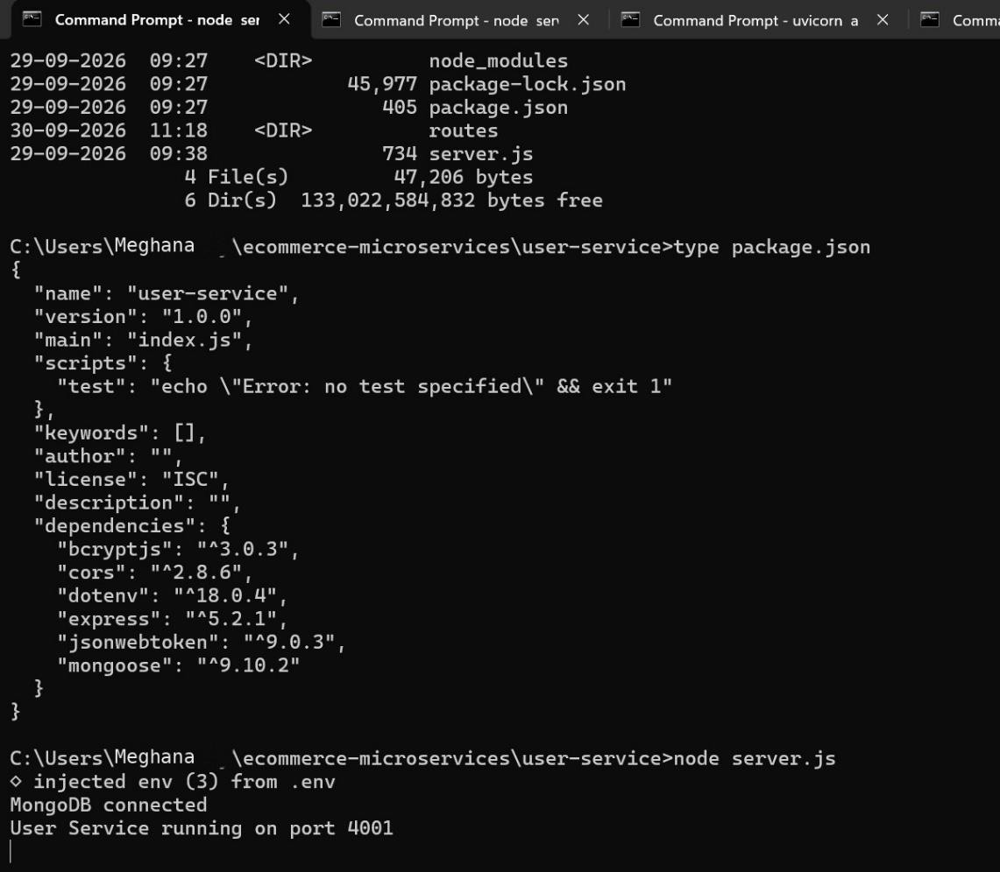 Command Prompt - node ser
Command Prompt - node serv
Command Prompt - uvicorn a
Comma
29-09-2026  09:27    <DIR>          node_modules
29-09-2026  09:27            45,977 package-lock.json
29-09-2026  09:27               405 package.json
30-09-2026  11:18    <DIR>          routes
29-09-2026  09:38               734 server.js
               4 File(s)         47,206 bytes
               6 Dir(s)  133,022,584,832 bytes free
C:\Users\Meghana \ecommerce-microservices\user-service>type package.json
{
  "name": "user-service",
  "version": "1.0.0",
  "main": "index.js",
  "scripts": {
    "test": "echo \"Error: no test specified\" && exit 1"
  },
  "keywords": [],
  "author": "",
  "license": "ISC",
  "description": "",
  "dependencies": {
    "bcryptjs": "^3.0.3",
    "cors": "^2.8.6",
    "dotenv": "^18.0.4",
    "express": "^5.2.1",
    "jsonwebtoken": "^9.0.3",
    "mongoose": "^9.10.2"
  }
}
C:\Users\Meghana \ecommerce-microservices\user-service>node server.js
◇ injected env (3) from .env
MongoDB connected
User Service running on port 4001